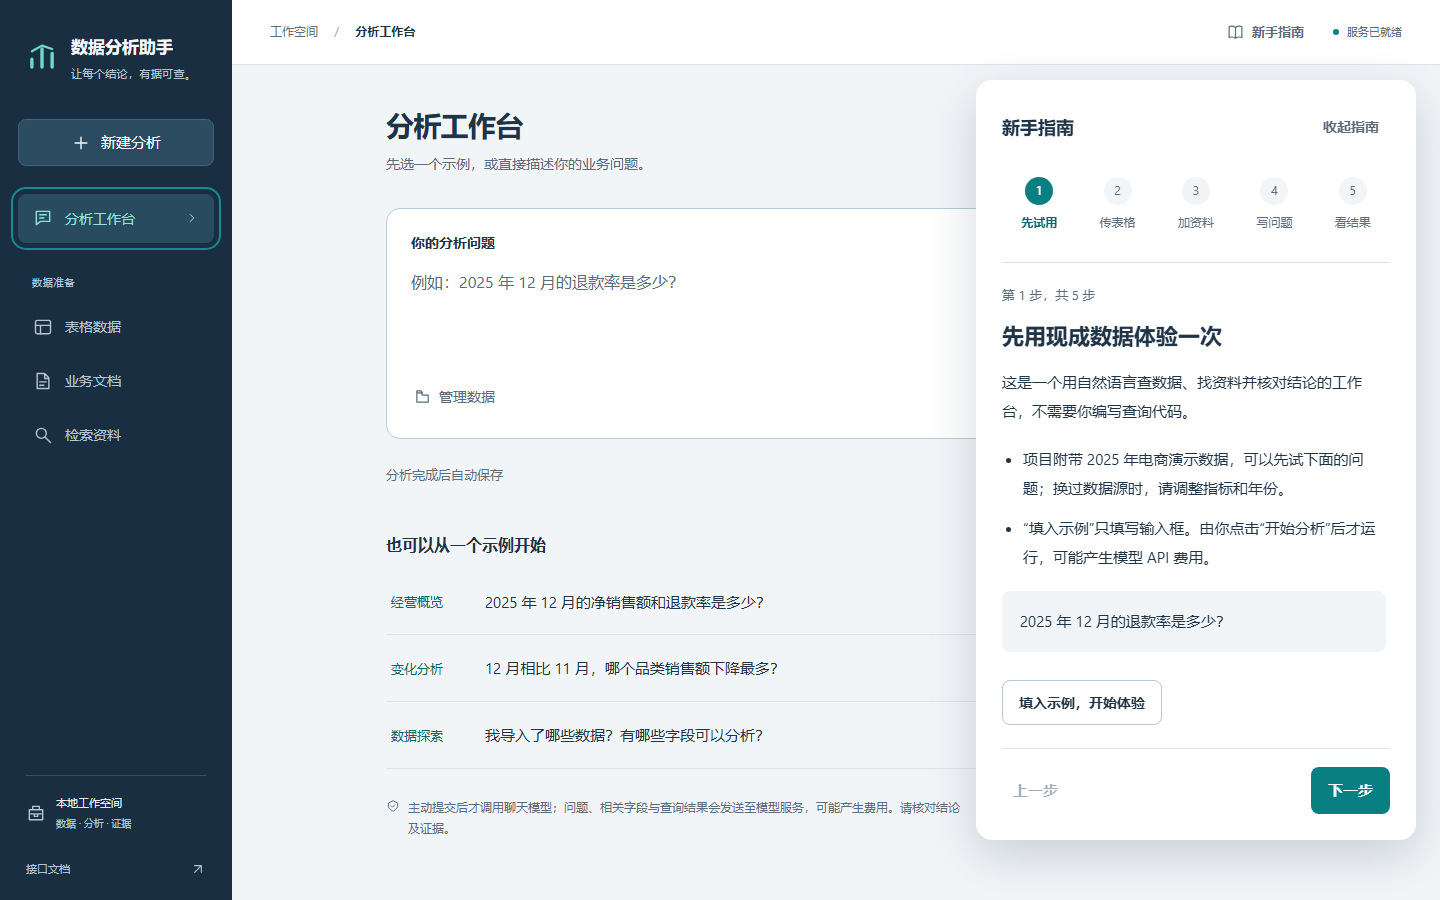 数据分析助手
让每个结论，有据可查。
新建分析
分析工作台
数据准备
表格数据
业务文档
检索资料
本地工作空间
数据 · 分析 · 证据
接口文档
工作空间 / 分析工作台
新手指南
服务已就绪
分析工作台
先选一个示例，或直接描述你的业务问题。
你的分析问题
例如：2025 年 12 月的退款率是多少？
管理数据
分析完成后自动保存
也可以从一个示例开始
经营概览 2025 年 12 月的净销售额和退款率是多少？
变化分析 12 月相比 11 月，哪个品类销售额下降最多？
数据探索 我导入了哪些数据？有哪些字段可以分析？
主动提交后才调用聊天模型；问题、相关字段与查询结果会发送至模型服务，可能产生费用。请核对结论
及证据。
新手指南
收起指南
1 2 3 4 5
先试用 传表格 加资料 写问题 看结果
第 1 步，共 5 步
先用现成数据体验一次
这是一个用自然语言查数据、找资料并核对结论的工作
台，不需要你编写查询代码。
• 项目附带 2025 年电商演示数据，可以先试下面的问
题；换过数据源时，请调整指标和年份。
• “填入示例”只填写输入框。由你点击“开始分析”后才运
行，可能产生模型 API 费用。
2025 年 12 月的退款率是多少？
填入示例，开始体验
上一步
下一步